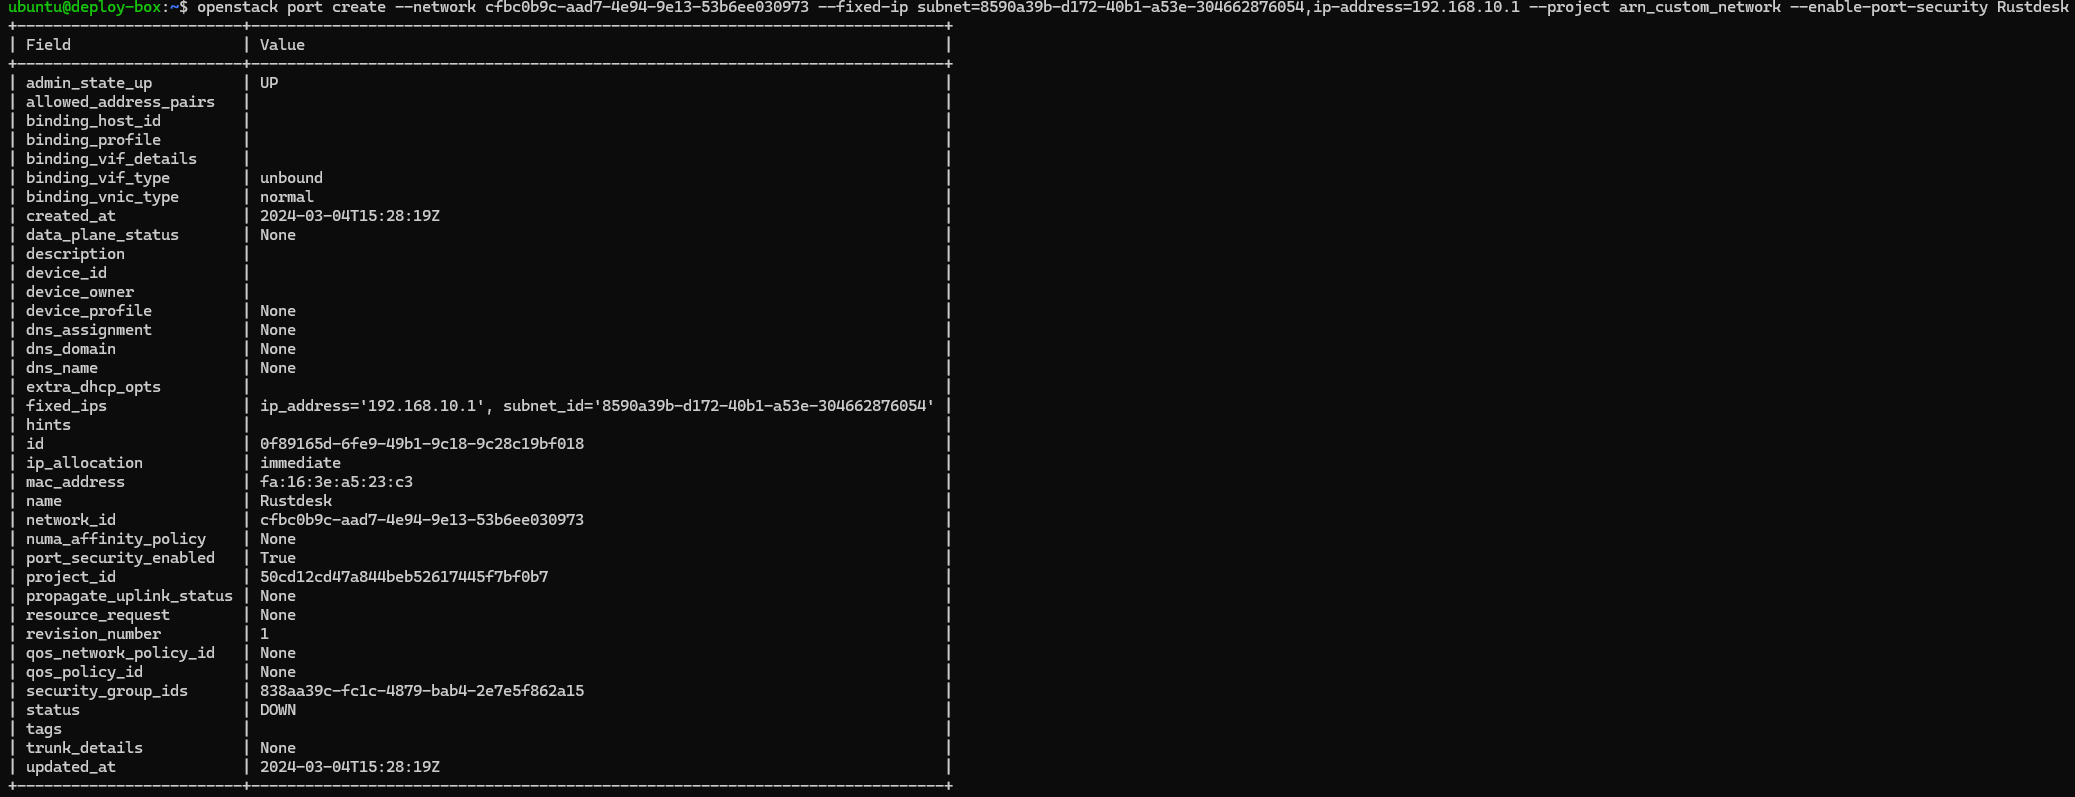 ubuntu@deploy-box:~$ openstack port create --network cfbc0b9c-aad7-4e94-9e13-53b6ee030973 --fixed-ip subnet=8590a39b-d172-40b1-a53e-304662876054,ip-address=192.168.10.1 --project arn_custom_network --enable-port-security Rustdesk
+-------------------------+-----------------------------------------------------------------------------+
| Field                   | Value                                                                       |
+-------------------------+-----------------------------------------------------------------------------+
| admin_state_up          | UP                                                                          |
| allowed_address_pairs   |                                                                             |
| binding_host_id         |                                                                             |
| binding_profile         |                                                                             |
| binding_vif_details     |                                                                             |
| binding_vif_type        | unbound                                                                     |
| binding_vnic_type       | normal                                                                      |
| created_at              | 2024-03-04T15:28:19Z                                                        |
| data_plane_status       | None                                                                        |
| description             |                                                                             |
| device_id               |                                                                             |
| device_owner            |                                                                             |
| device_profile          | None                                                                        |
| dns_assignment          | None                                                                        |
| dns_domain              | None                                                                        |
| dns_name                | None                                                                        |
| extra_dhcp_opts         |                                                                             |
| fixed_ips               | ip_address='192.168.10.1', subnet_id='8590a39b-d172-40b1-a53e-304662876054' |
| hints                   |                                                                             |
| id                      | 0f89165d-6fe9-49b1-9c18-9c28c19bf018                                        |
| ip_allocation           | immediate                                                                   |
| mac_address             | fa:16:3e:a5:23:c3                                                           |
| name                    | Rustdesk                                                                    |
| network_id              | cfbc0b9c-aad7-4e94-9e13-53b6ee030973                                        |
| numa_affinity_policy    | None                                                                        |
| port_security_enabled   | True                                                                        |
| project_id              | 50cd12cd47a844beb52617445f7bf0b7                                            |
| propagate_uplink_status | None                                                                        |
| resource_request        | None                                                                        |
| revision_number         | 1                                                                           |
| qos_network_policy_id   | None                                                                        |
| qos_policy_id           | None                                                                        |
| security_group_ids      | 838aa39c-fc1c-4879-bab4-2e7e5f862a15                                        |
| status                  | DOWN                                                                        |
| tags                    |                                                                             |
| trunk_details           | None                                                                        |
| updated_at              | 2024-03-04T15:28:19Z                                                        |
+-------------------------+-----------------------------------------------------------------------------+